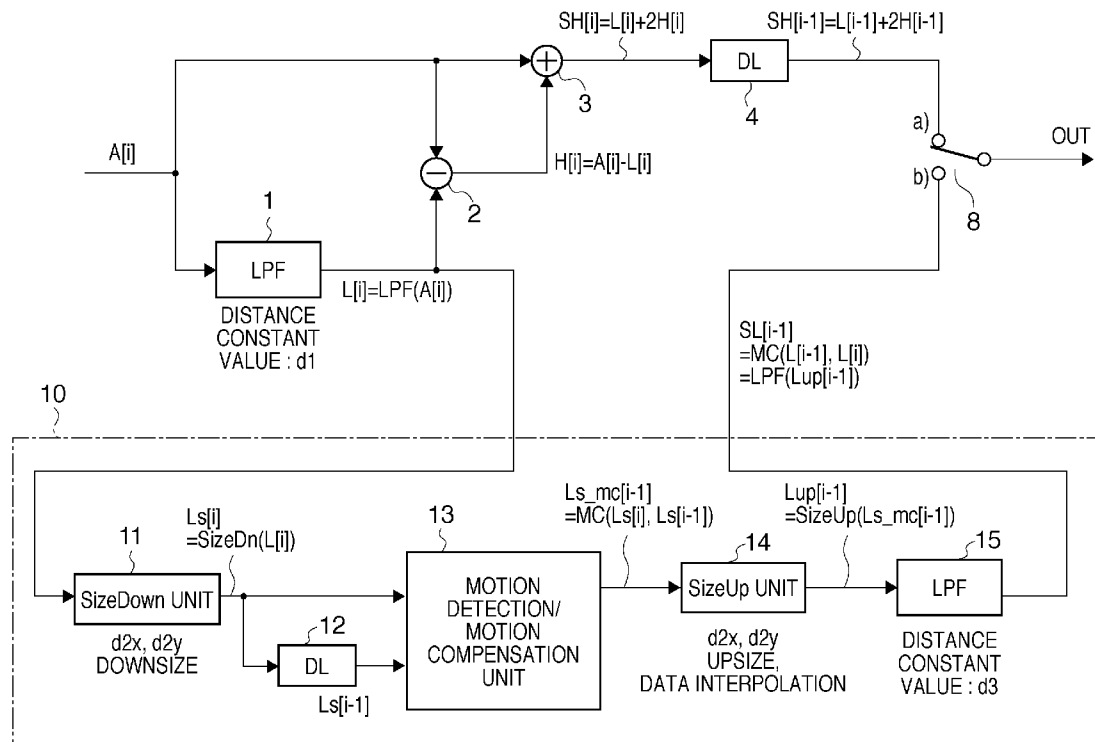 SH[i]=L[i]+2H[i]
SH[i-1]=L[i-1]+2H[i-1]
DL
3
4
a)
OUT
A[i]
H[i]=A[i]-L[i]
b)
2
8
1
LPF
L[i]=LPF(A[i])
DISTANCE
CONSTANT
VALUE : d1
SL[i-1]
=MC(L[i-1], L[i])
=LPF(Lup[i-1])
10
Ls[i]
=SizeDn(L[i])
11
SizeDown UNIT
d2x, d2y
DOWNSIZE
12
DL
Ls[i-1]
13
MOTION
DETECTION/
MOTION
COMPENSATION
UNIT
Ls_mc[i-1]
=MC(Ls[i], Ls[i-1])
14
SizeUp UNIT
d2x, d2y
UPSIZE,
DATA INTERPOLATION
Lup[i-1]
=SizeUp(Ls_mc[i-1])
15
LPF
DISTANCE
CONSTANT
VALUE : d3